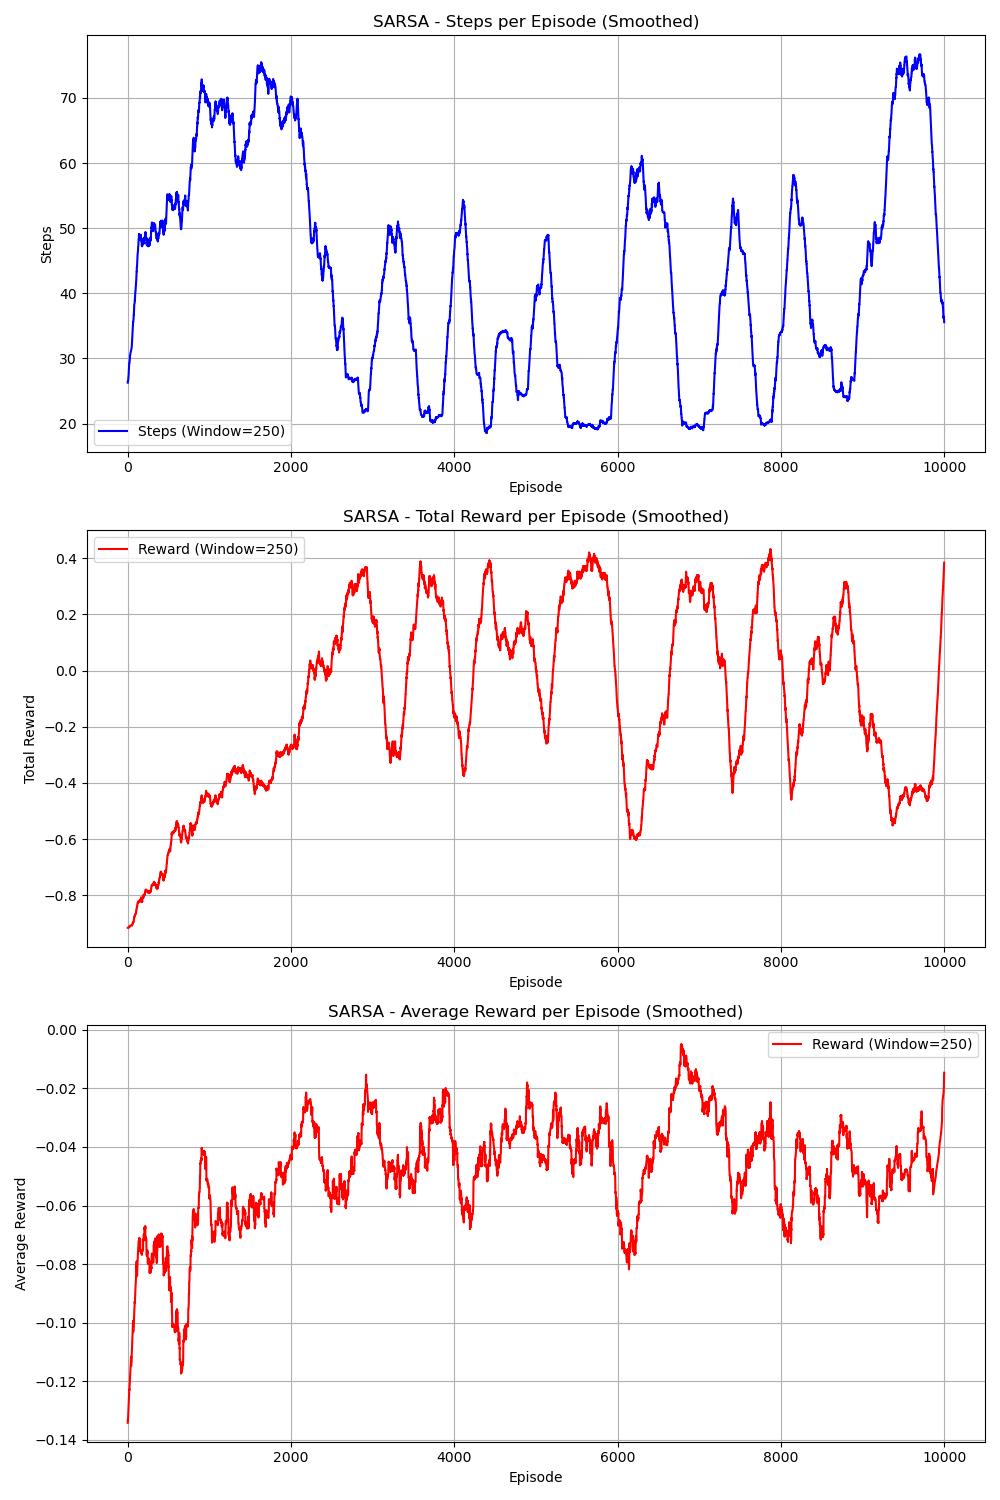 SARSA - Steps per Episode (Smoothed)
Steps
70
60
50
40
30
20
Steps (Window=250)
0 2000 4000 6000 8000 10000
Episode
SARSA - Total Reward per Episode (Smoothed)
Total Reward
Reward (Window=250)
0.4
0.2
0.0
−0.2
−0.4
−0.6
−0.8
0 2000 4000 6000 8000 10000
Episode
SARSA - Average Reward per Episode (Smoothed)
Average Reward
Reward (Window=250)
0.00
−0.02
−0.04
−0.06
−0.08
−0.10
−0.12
−0.14
0 2000 4000 6000 8000 10000
Episode